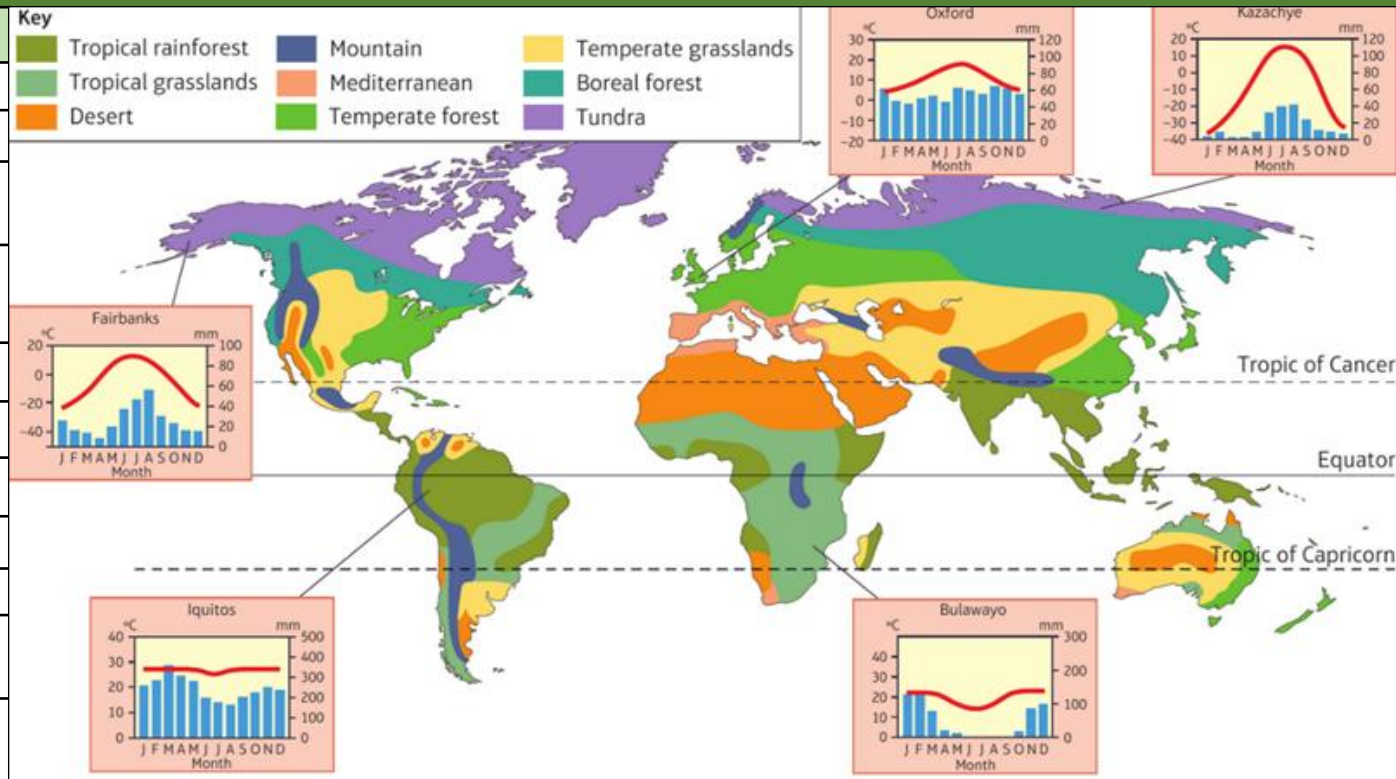 Key
Tropical rainforest
Mountain
Temperate grasslands
Tropical grasslands
Mediterranean
Boreal forest
Desert
Temperate forest
Tundra
Oxford
°C mm
30 120
20 100
10 80
0 60
-10 40
-20 20
0
J F M A M J J A S O N D
Month
Kazachye
°C mm
20 120
10 100
0 80
-10 60
-20 40
-30 20
-40 0
J F M A M J J A S O N D
Month
Fairbanks
°C mm
20 100
0 80
-20 60
-40 40
20
0
J F M A M J J A S O N D
Month
Tropic of Cancer
Equator
Tropic of Capricorn
Iquitos
°C mm
40 500
30 400
20 300
10 200
0 100
0
J F M A M J J A S O N D
Month
Bulawayo
°C mm
40 300
30 200
20 100
10 0
0
J F M A M J J A S O N D
Month